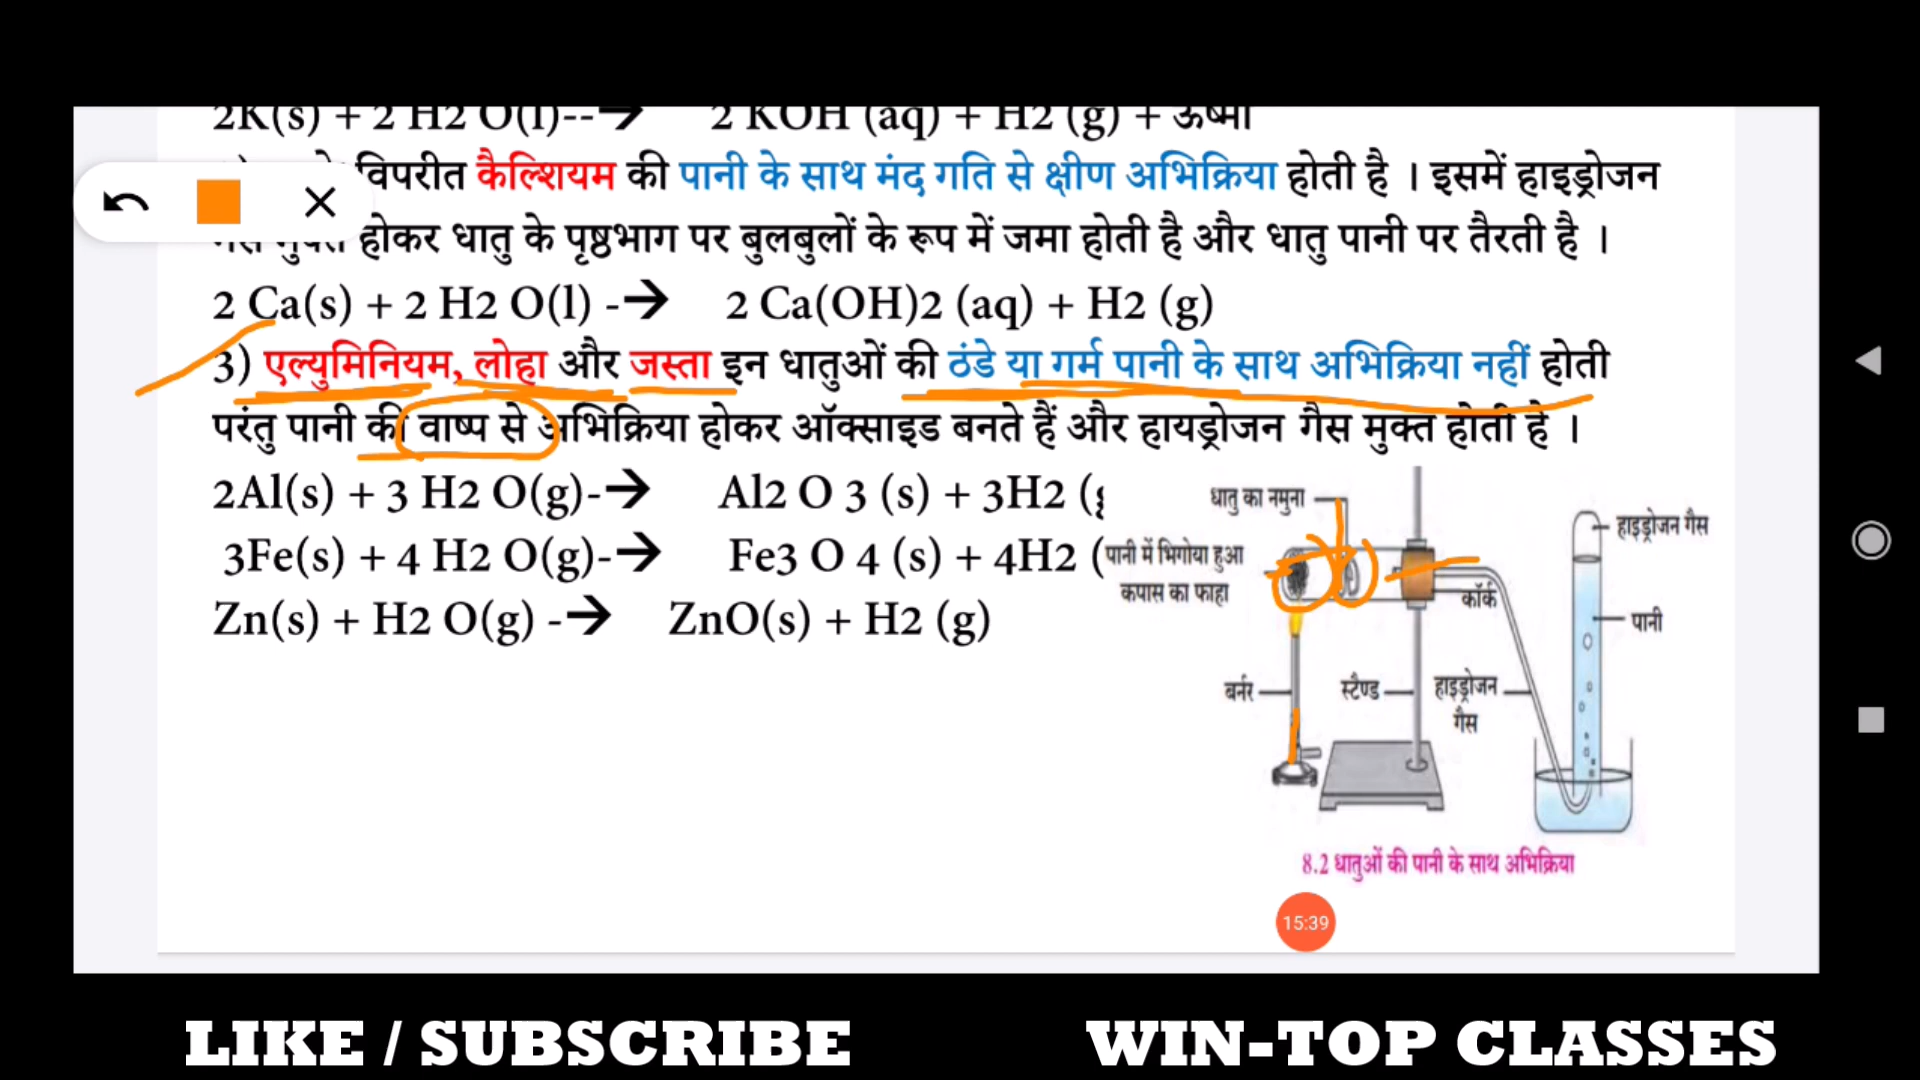 2K(s) + 2 H2 O(l)--→ 2 KOH (aq) + H2 (g) + ऊष्मा
विपरीत कैल्शियम की पानी के साथ मंद गति से क्षीण अभिक्रिया होती है । इसमें हाइड्रोजन
होकर धातु के पृष्ठभाग पर बुलबुलों के रूप में जमा होती है और धातु पानी पर तैरती है ।
2 Ca(s) + 2 H2 O(l) -→ 2 Ca(OH)2 (aq) + H2 (g)
3) एल्युमिनियम, लोहा और जस्ता इन धातुओं की ठंडे या गर्म पानी के साथ अभिक्रिया नहीं होती
परंतु पानी की वाष्प से अभिक्रिया होकर ऑक्साइड बनते हैं और हायड्रोजन गैस मुक्त होती है ।
2Al(s) + 3 H2 O(g)-→ Al2 O 3 (s) + 3H2 (
3Fe(s) + 4 H2 O(g)-→ Fe3 O 4 (s) + 4H2 (
Zn(s) + H2 O(g) -→ ZnO(s) + H2 (g)
धातु का नमुना
हाइड्रोजन गैस
पानी में भिगोया हुआ
कपास का फाहा
कॉर्क
पानी
बर्नर
स्टैण्ड
हाइड्रोजन
गैस
8.2 धातुओं की पानी के साथ अभिक्रिया
15:39
LIKE / SUBSCRIBE
WIN-TOP CLASSES